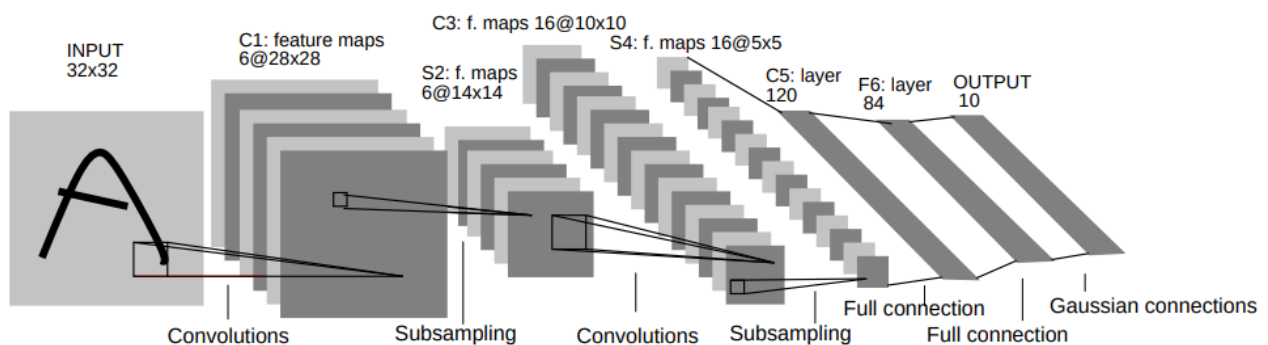 INPUT
32x32
C1: feature maps
6@28x28
S2: f. maps
6@14x14
C3: f. maps 16@10x10
S4: f. maps 16@5x5
C5: layer
120
F6: layer
84
OUTPUT
10
Convolutions
Subsampling
Convolutions
Subsampling
Full connection
Full connection
Gaussian connections